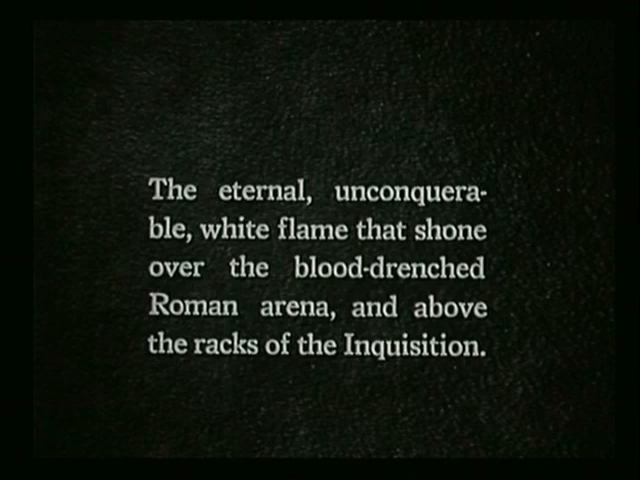 The eternal, unconquera-
ble, white flame that shone
over the blood-drenched
Roman arena, and above
the racks of the Inquisition.